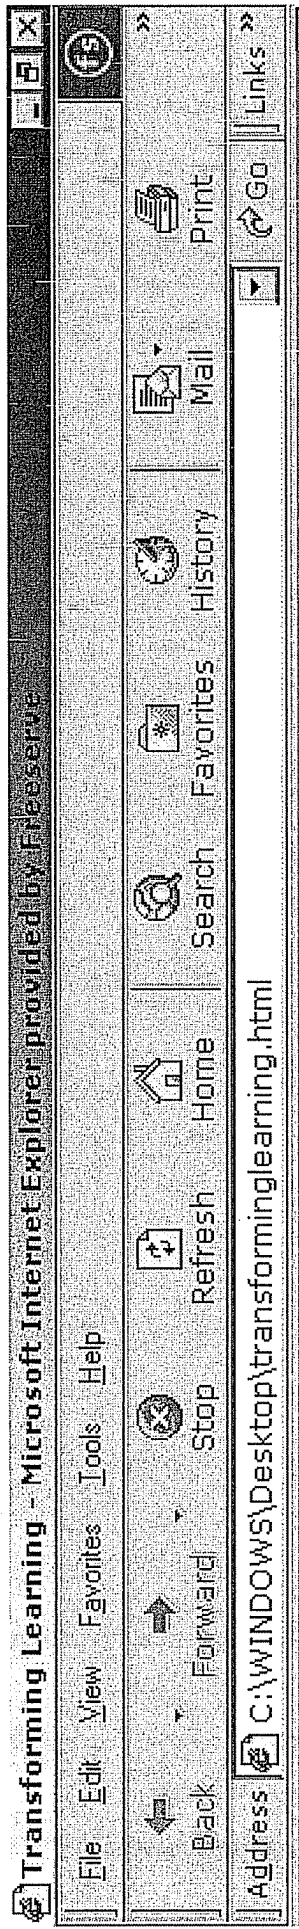 Transforming Learning - Microsoft Internet Explorer provided by Freeserve
File Edit View Favorites Tools Help
fs
Back Forward Stop Refresh Home Search Favorites History Mail Print »
Address C:\WINDOWS\Desktop\transforminglearning.html Go Links »